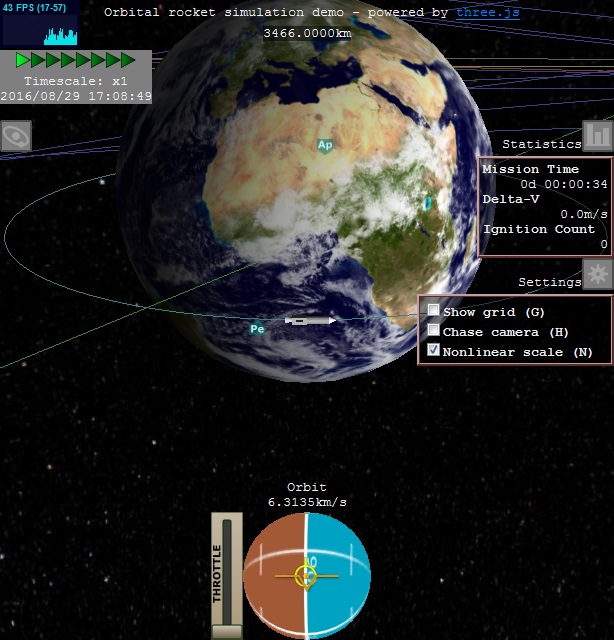 43 FPS (17-57)
Orbital rocket simulation demo - powered by three.js
3466.0000km
Timescale: x1
2016/08/29 17:08:49
Ap
Statistics
Mission Time
0d 00:00:34
Delta-V
0.0m/s
Ignition Count
0
Settings
Show grid (G)
Chase camera (H)
Nonlinear scale (N)
Pe
Orbit
6.3135km/s
THROTTLE